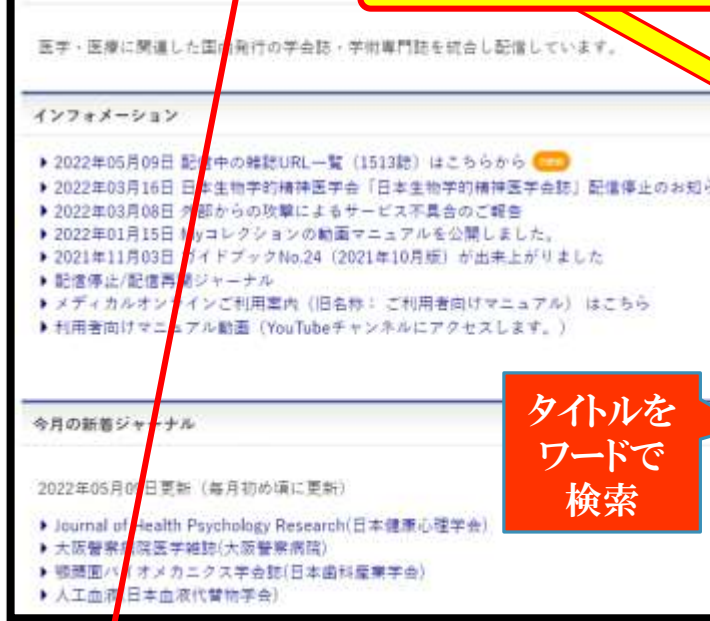 医学・医療に関連した国内発行の学会誌・学術専門誌を統合し配信しています。
インフォメーション
2022年05月09日 配信中の雑誌URL一覧（1513誌）はこちらから
2022年03月16日 日本生物学的精神医学会「日本生物学的精神医学会誌」配信停止のお知ら
2022年03月08日 外部からの攻撃によるサービス不具合のご報告
2022年01月15日 Myコレクションの動画マニュアルを公開しました。
2021年11月03日 ガイドブックNo.24（2021年10月版）が出来上がりました
配信停止/配信再開ジャーナル
メディカルオンラインご利用案内（旧名称： ご利用者向けマニュアル） はこちら
利用者向けマニュアル動画（YouTubeチャンネルにアクセスします。）
タイトルを
ワードで
検索
今月の新着ジャーナル
2022年05月09日更新（毎月初め頃に更新）
Journal of Health Psychology Research(日本健康心理学会)
大阪警察病院医学雑誌(大阪警察病院)
顎顔面バイオメカニクス学会誌(日本歯科産業学会)
人工血液(日本血液代替物学会)